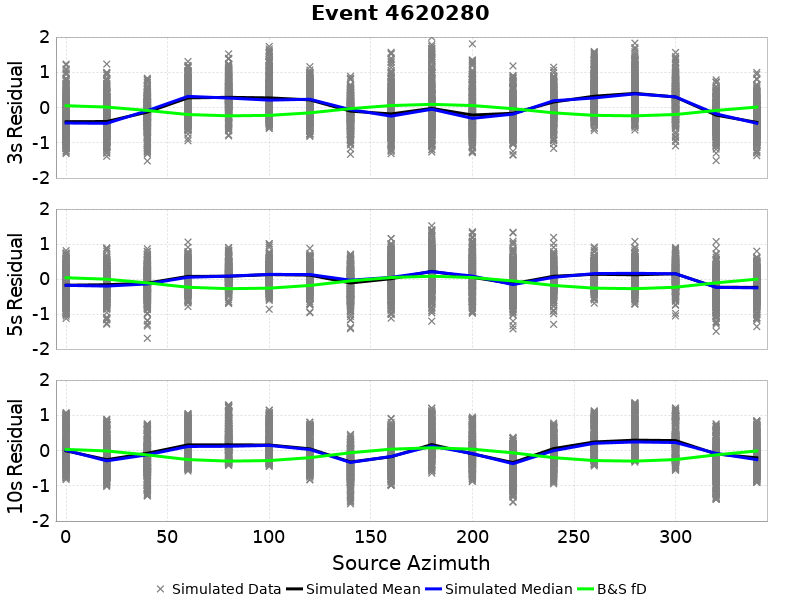 Event 4620280
3s Residual
2
1
0
-1
-2
5s Residual
2
1
0
-1
-2
10s Residual
2
1
0
-1
-2
0 50 100 150 200 250 300
Source Azimuth
Simulated Data Simulated Mean Simulated Median B&S fD